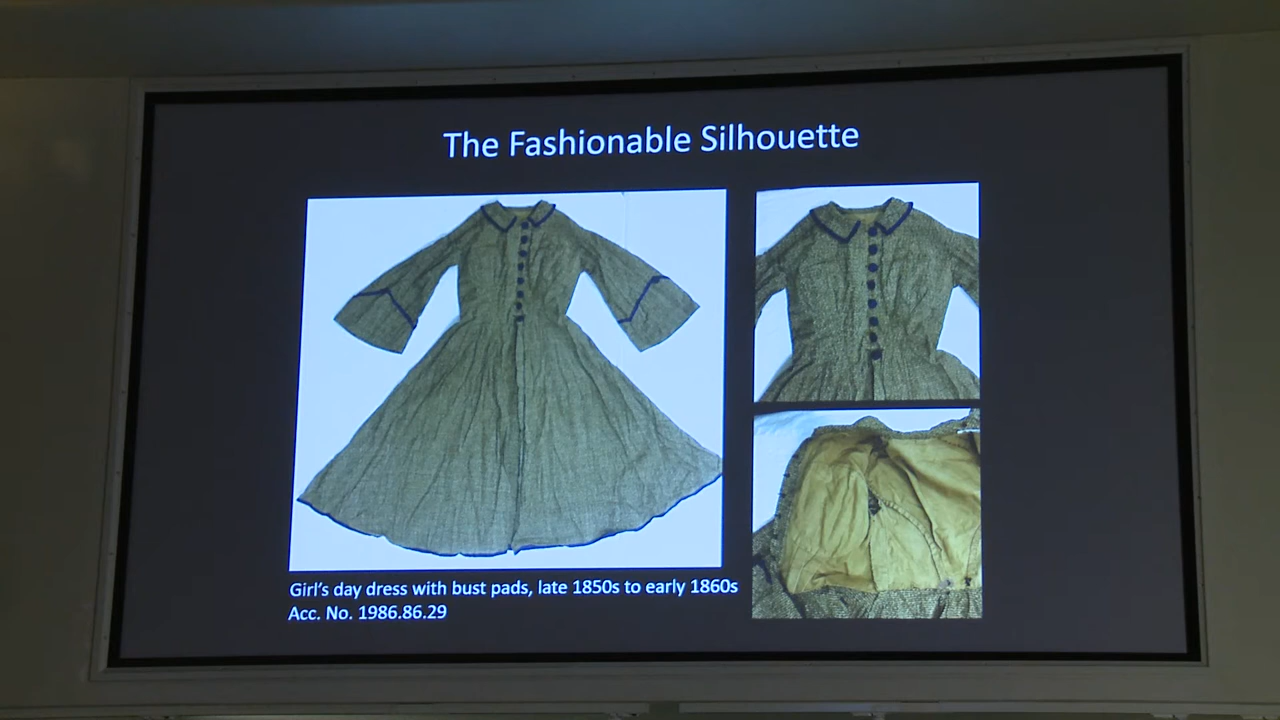 The Fashionable Silhouette
Girl's day dress with bust pads, late 1850s to early 1860s
Acc. No. 1986.86.29